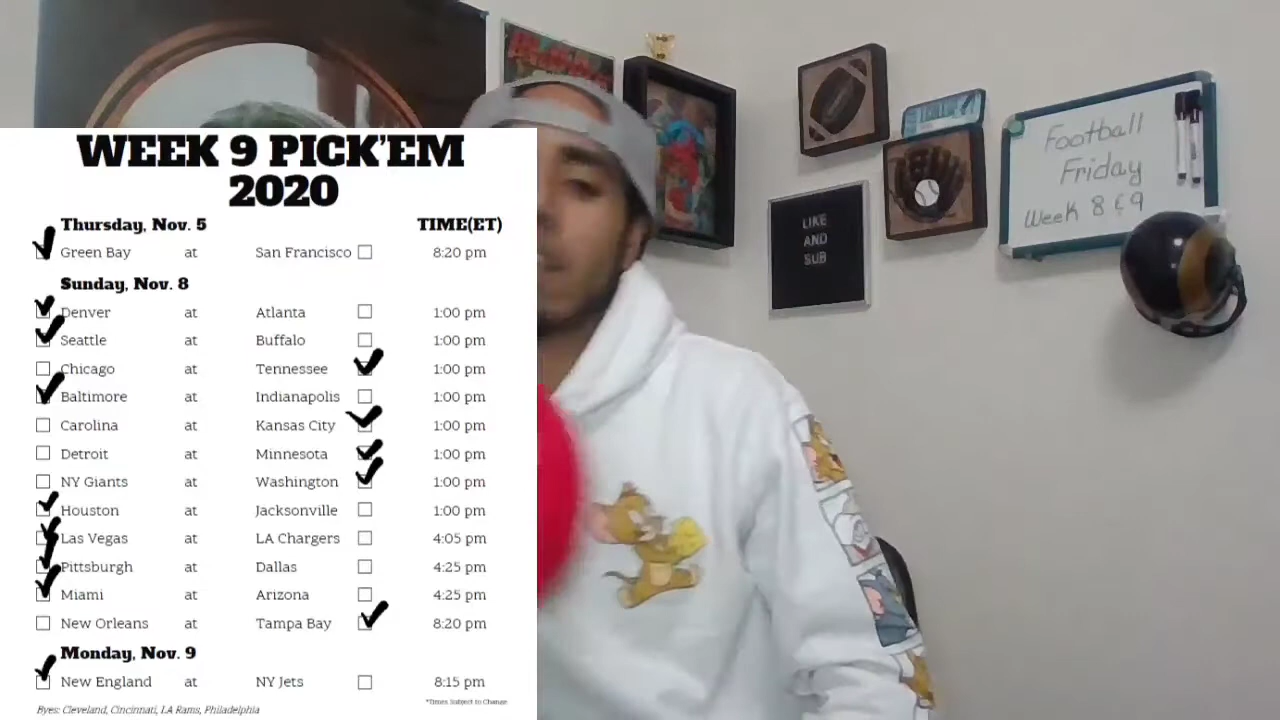 WEEK 9 PICK'EM
2020
Thursday, Nov. 5 TIME(ET)
Green Bay at San Francisco 8:20 pm
Sunday, Nov. 8
Denver at Atlanta 1:00 pm
Seattle at Buffalo 1:00 pm
Chicago at Tennessee 1:00 pm
Baltimore at Indianapolis 1:00 pm
Carolina at Kansas City 1:00 pm
Detroit at Minnesota 1:00 pm
NY Giants at Washington 1:00 pm
Houston at Jacksonville 1:00 pm
Las Vegas at LA Chargers 4:05 pm
Pittsburgh at Dallas 4:25 pm
Miami at Arizona 4:25 pm
New Orleans at Tampa Bay 8:20 pm
Monday, Nov. 9
New England at NY Jets 8:15 pm
*Times Subject to Change
Byes: Cleveland, Cincinnati, LA Rams, Philadelphia
LIKE
AND
SUB
Football
Friday
Week 8 & 9